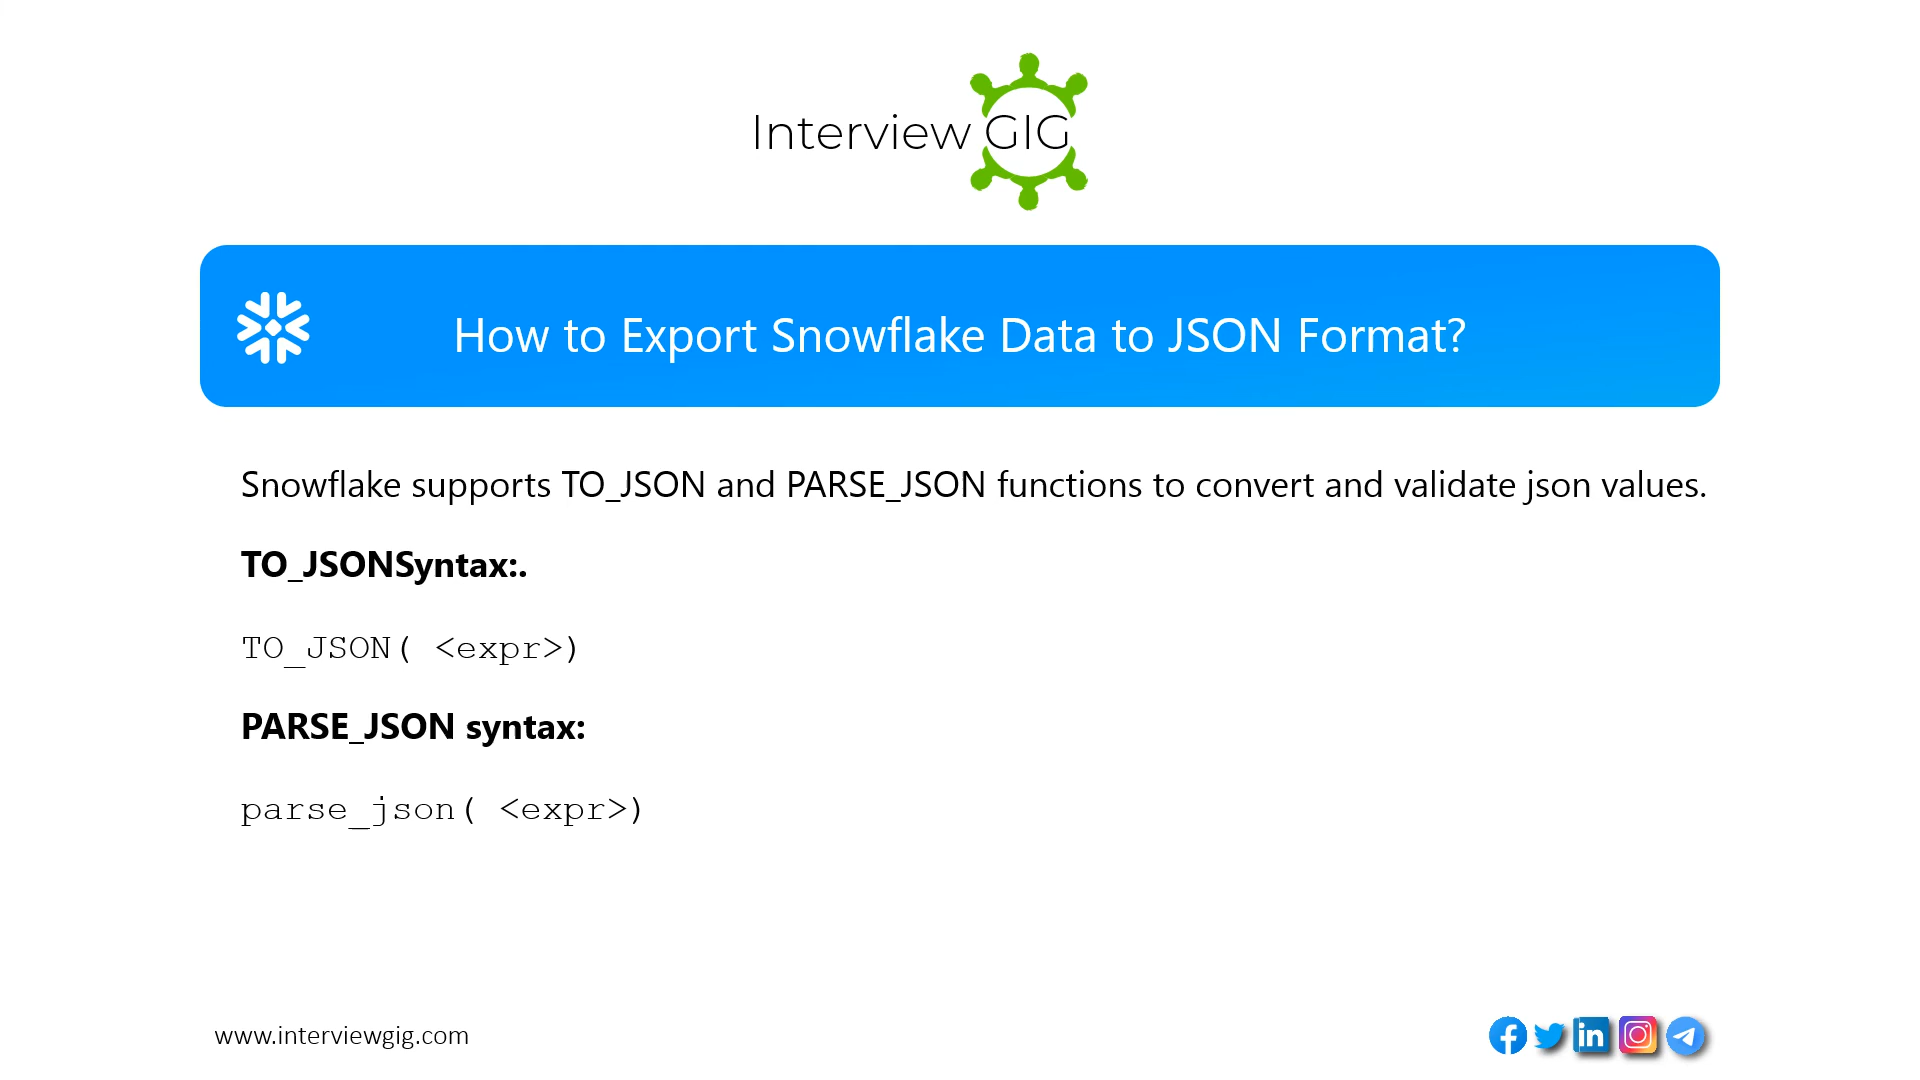 Interview GIG
How to Export Snowflake Data to JSON Format?
Snowflake supports TO_JSON and PARSE_JSON functions to convert and validate json values.
TO_JSONSyntax:.
TO_JSON( <expr>)
PARSE_JSON syntax:
parse_json( <expr>)
www.interviewgig.com
in